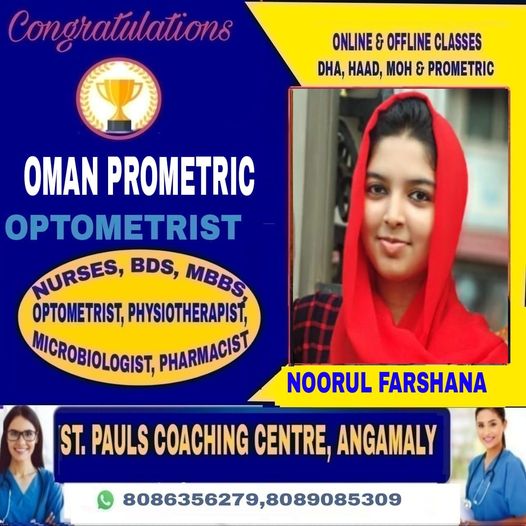 Congratulations
ONLINE & OFFLINE CLASSES
DHA, HAAD, MOH & PROMETRIC
OMAN PROMETRIC
OPTOMETRIST
NURSES, BDS, MBBS,
OPTOMETRIST, PHYSIOTHERAPIST,
MICROBIOLOGIST, PHARMACIST
NOORUL FARSHANA
ST. PAULS COACHING CENTRE, ANGAMALY
8086356279,8089085309